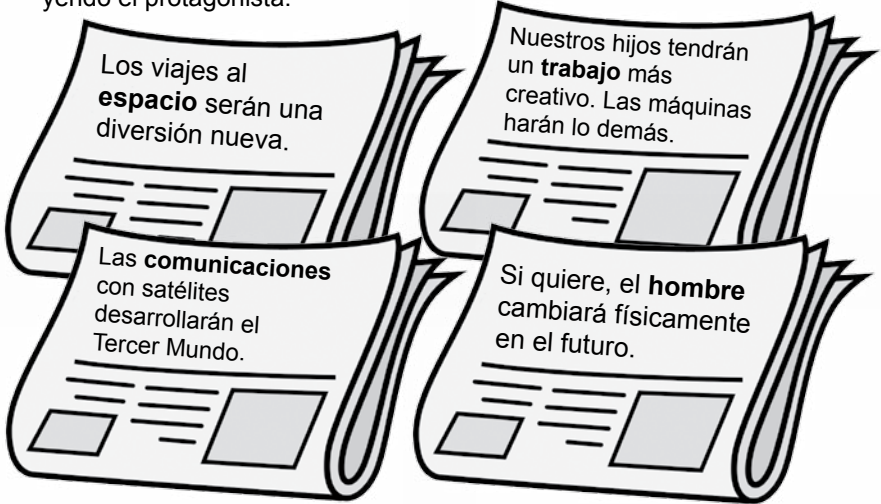 yendo el protagonista.
Los viajes al
espacio serán una
diversión nueva.
Nuestros hijos tendrán
un trabajo más
creativo. Las máquinas
harán lo demás.
Las comunicaciones
con satélites
desarrollarán el
Tercer Mundo.
Si quiere, el hombre
cambiará físicamente
en el futuro.